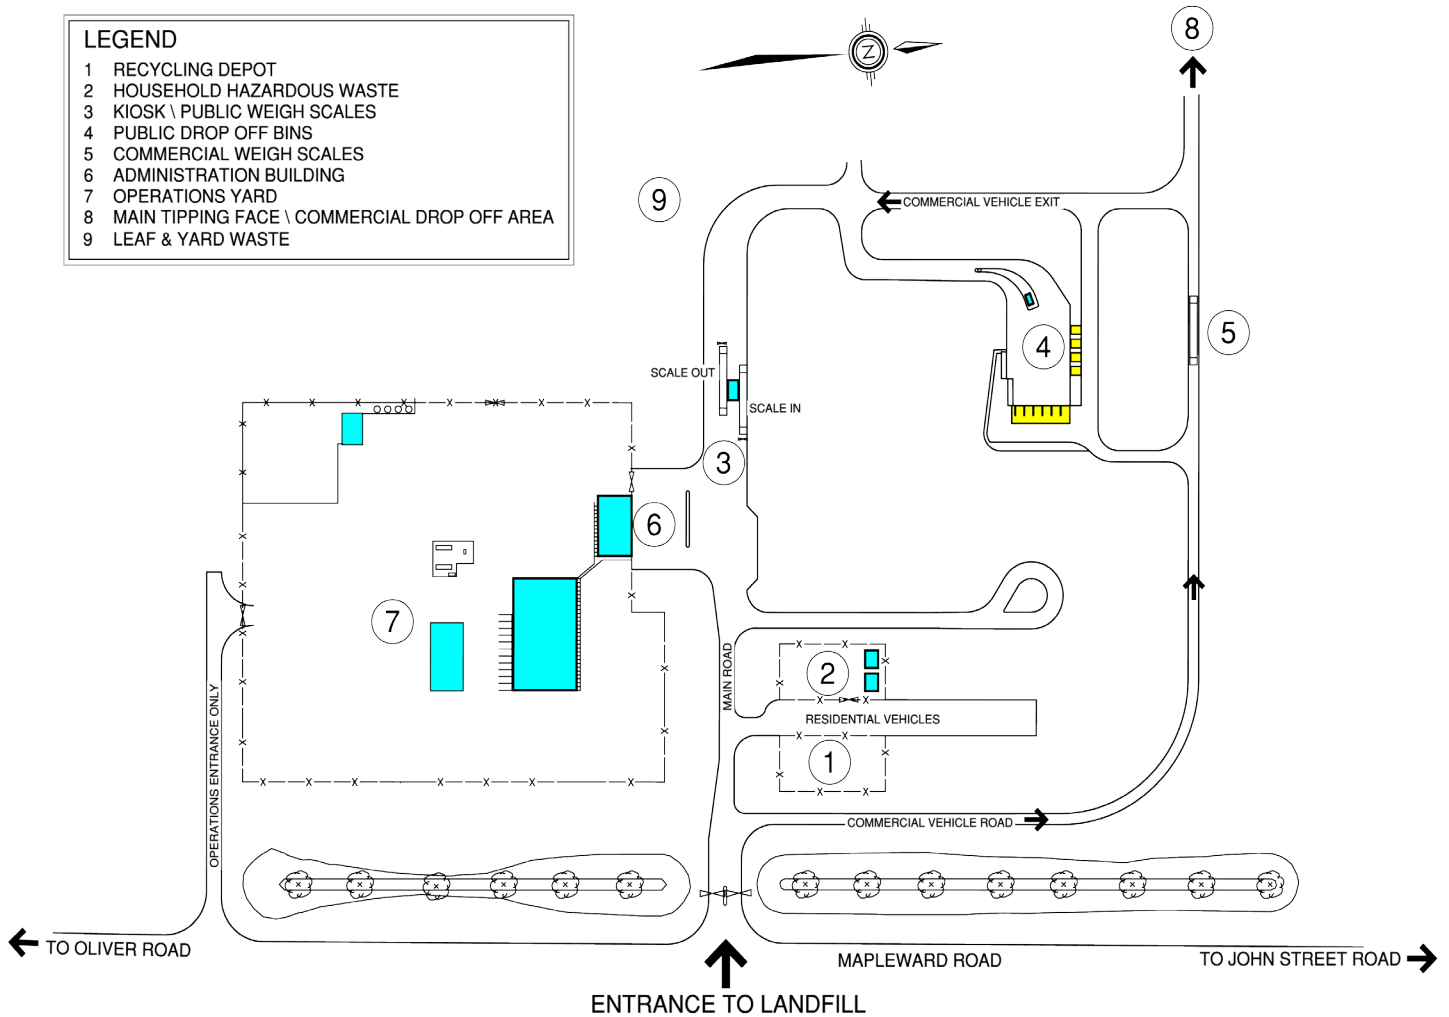 LEGEND
1 RECYCLING DEPOT
2 HOUSEHOLD HAZARDOUS WASTE
3 KIOSK \ PUBLIC WEIGH SCALES
4 PUBLIC DROP OFF BINS
5 COMMERCIAL WEIGH SCALES
6 ADMINISTRATION BUILDING
7 OPERATIONS YARD
8 MAIN TIPPING FACE \ COMMERCIAL DROP OFF AREA
9 LEAF & YARD WASTE
Z
8
9
COMMERCIAL VEHICLE EXIT
5
4
SCALE OUT
SCALE IN
3
6
7
2
MAIN ROAD
RESIDENTIAL VEHICLES
1
OPERATIONS ENTRANCE ONLY
COMMERCIAL VEHICLE ROAD
TO OLIVER ROAD
MAPLEWARD ROAD
TO JOHN STREET ROAD
ENTRANCE TO LANDFILL